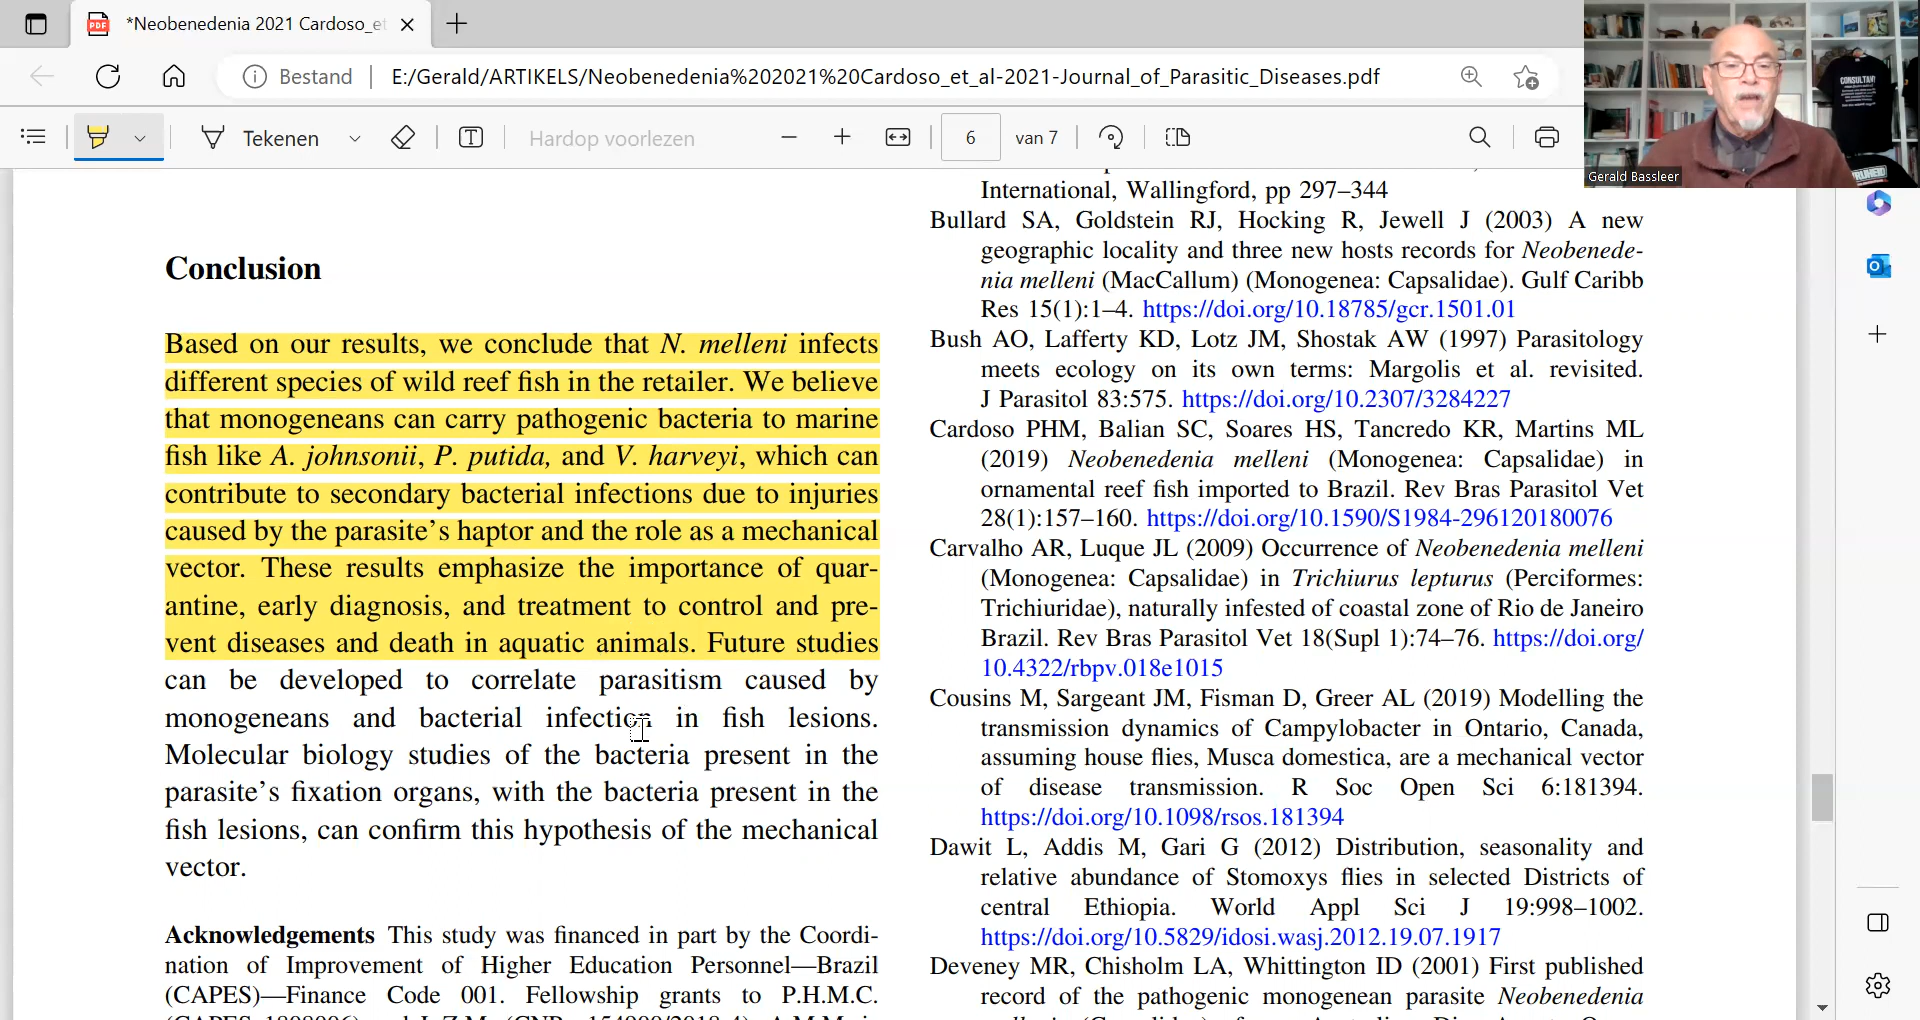 *Neobenedenia 2021 Cardoso_et
Bestand
E:/Gerald/ARTIKELS/Neobenedenia%202021%20Cardoso_et_al-2021-Journal_of_Parasitic_Diseases.pdf
Tekenen
Hardop voorlezen
6
van 7
CONSULTANT
Gerald Bassleer
Conclusion
Based on our results, we conclude that N. melleni infects
different species of wild reef fish in the retailer. We believe
that monogeneans can carry pathogenic bacteria to marine
fish like A. johnsonii, P. putida, and V. harveyi, which can
contribute to secondary bacterial infections due to injuries
caused by the parasite's haptor and the role as a mechanical
vector. These results emphasize the importance of quar-
antine, early diagnosis, and treatment to control and pre-
vent diseases and death in aquatic animals. Future studies
can be developed to correlate parasitism caused by
monogeneans and bacterial infection in fish lesions.
Molecular biology studies of the bacteria present in the
parasite's fixation organs, with the bacteria present in the
fish lesions, can confirm this hypothesis of the mechanical
vector.
Acknowledgements This study was financed in part by the Coordi-
nation of Improvement of Higher Education Personnel—Brazil
(CAPES)—Finance Code 001. Fellowship grants to P.H.M.C.
International, Wallingford, pp 297–344
Bullard SA, Goldstein RJ, Hocking R, Jewell J (2003) A new
geographic locality and three new hosts records for Neobenede-
nia melleni (MacCallum) (Monogenea: Capsalidae). Gulf Caribb
Res 15(1):1–4. https://doi.org/10.18785/gcr.1501.01
Bush AO, Lafferty KD, Lotz JM, Shostak AW (1997) Parasitology
meets ecology on its own terms: Margolis et al. revisited.
J Parasitol 83:575. https://doi.org/10.2307/3284227
Cardoso PHM, Balian SC, Soares HS, Tancredo KR, Martins ML
(2019) Neobenedenia melleni (Monogenea: Capsalidae) in
ornamental reef fish imported to Brazil. Rev Bras Parasitol Vet
28(1):157–160. https://doi.org/10.1590/S1984-296120180076
Carvalho AR, Luque JL (2009) Occurrence of Neobenedenia melleni
(Monogenea: Capsalidae) in Trichiurus lepturus (Perciformes:
Trichiuridae), naturally infested of coastal zone of Rio de Janeiro
Brazil. Rev Bras Parasitol Vet 18(Supl 1):74–76. https://doi.org/
10.4322/rbpv.018e1015
Cousins M, Sargeant JM, Fisman D, Greer AL (2019) Modelling the
transmission dynamics of Campylobacter in Ontario, Canada,
assuming house flies, Musca domestica, are a mechanical vector
of disease transmission. R Soc Open Sci 6:181394.
https://doi.org/10.1098/rsos.181394
Dawit L, Addis M, Gari G (2012) Distribution, seasonality and
relative abundance of Stomoxys flies in selected Districts of
central Ethiopia. World Appl Sci J 19:998–1002.
https://doi.org/10.5829/idosi.wasj.2012.19.07.1917
Deveney MR, Chisholm LA, Whittington ID (2001) First published
record of the pathogenic monogenean parasite Neobenedenia